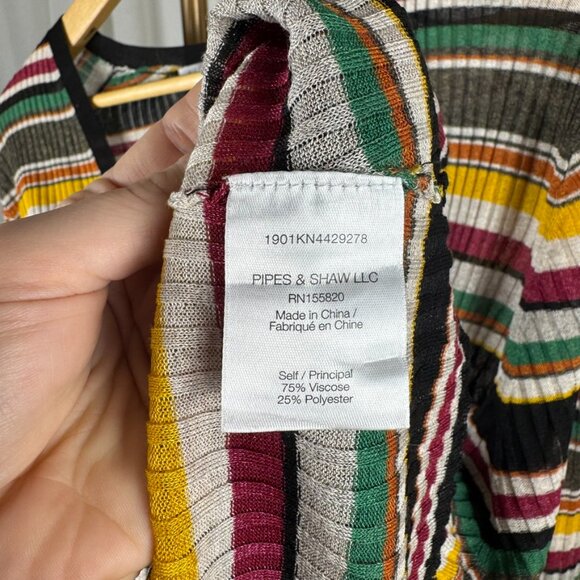 1901KN4429278
PIPES & SHAW LLC
RN155820
Made in China /
Fabriqué en Chine
Self / Principal
75% Viscose
25% Polyester